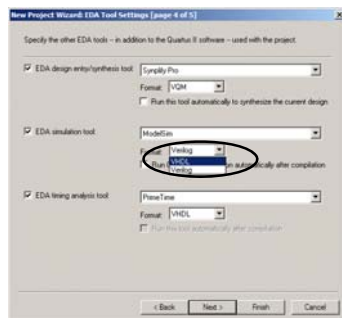 New Project Wizard: EDA Tool Settings [page 4 of 5]
Specify the other EDA tools -- in addition to the Quartus II software -- used with the project.
EDA design entry/synthesis tool: Synplify Pro
Format: VQM
Run this tool automatically to synthesize the current design
EDA simulation tool: ModelSim
Format: Verilog
VHDL
Run on automatically after compilation
Verilog
EDA timing analysis tool: PrimeTime
Format: VHDL
Run this tool automatically after compilation
< Back Next > Finish Cancel